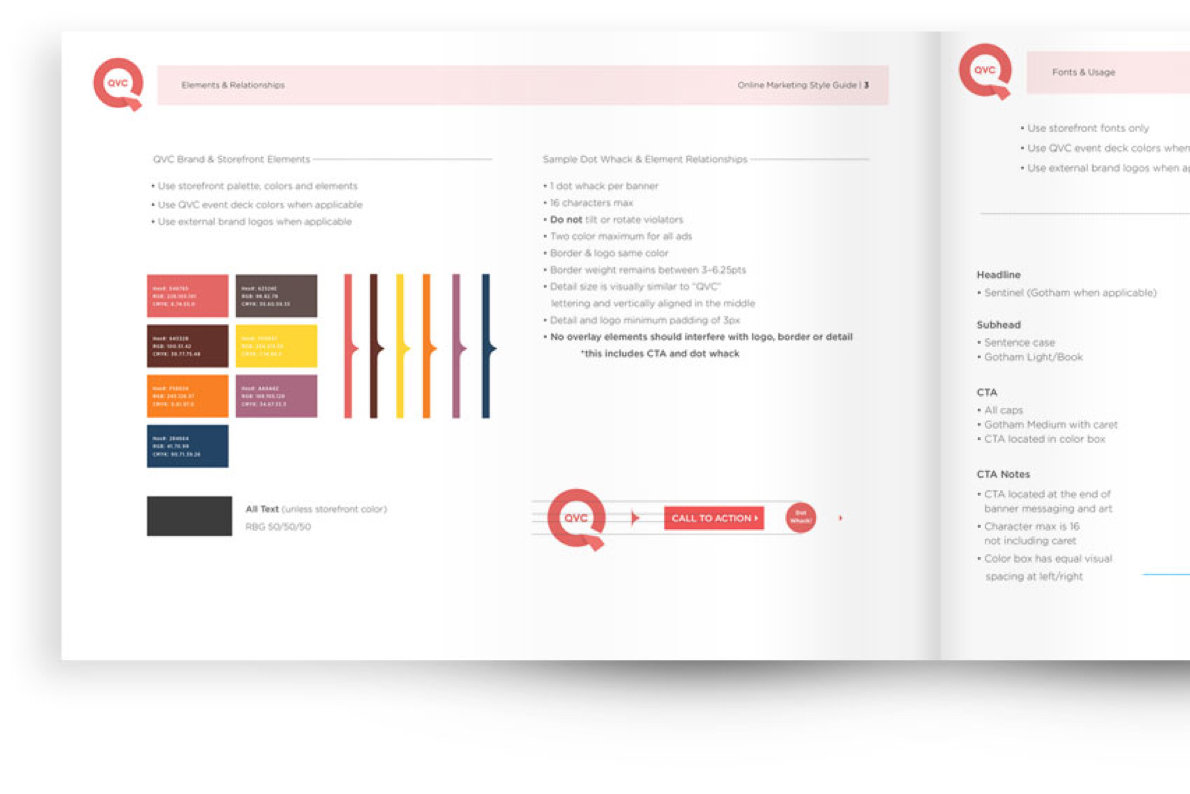 QVC
Elements & Relationships
Online Marketing Style Guide | 3
QVC Brand & Storefront Elements
• Use storefront palette, colors and elements
• Use QVC event deck colors when applicable
• Use external brand logos when applicable
All Text (unless storefront color)
RBG 50/50/50
Sample Dot Whack & Element Relationships
• 1 dot whack per banner
• 16 characters max
• Do not tilt or rotate violators
• Two color maximum for all ads
• Border & logo same color
• Border weight remains between 3–6.25pts
• Detail size is visually similar to "QVC"
lettering and vertically aligned in the middle
• Detail and logo minimum padding of 3px
• No overlay elements should interfere with logo, border or detail
*this includes CTA and dot whack
QVC
CALL TO ACTION
Dot
Whack!
QVC
Fonts & Usage
• Use storefront fonts only
• Use QVC event deck colors when
• Use external brand logos when
Headline
• Sentinel (Gotham when applicable)
Subhead
• Sentence case
• Gotham Light/Book
CTA
• All caps
• Gotham Medium with caret
• CTA located in color box
CTA Notes
• CTA located at the end of
banner messaging and art
• Character max is 16
not including caret
• Color box has equal visual
spacing at left/right